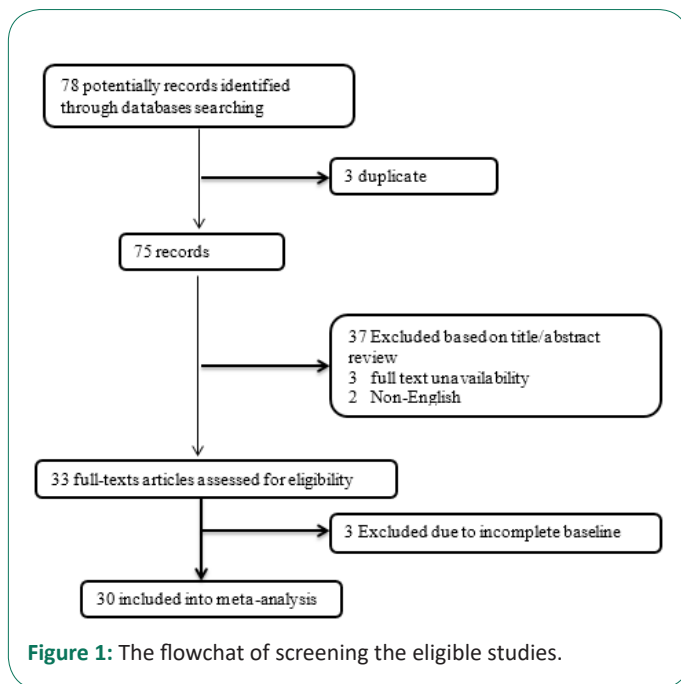 78 potentially records identified
through databases searching
3 duplicate
75 records
37 Excluded based on title/abstract
review
3 full text unavailability
2 Non-English
33 full-texts articles assessed for eligibility
3 Excluded due to incomplete baseline
30 included into meta-analysis
Figure 1: The flowchat of screening the eligible studies.